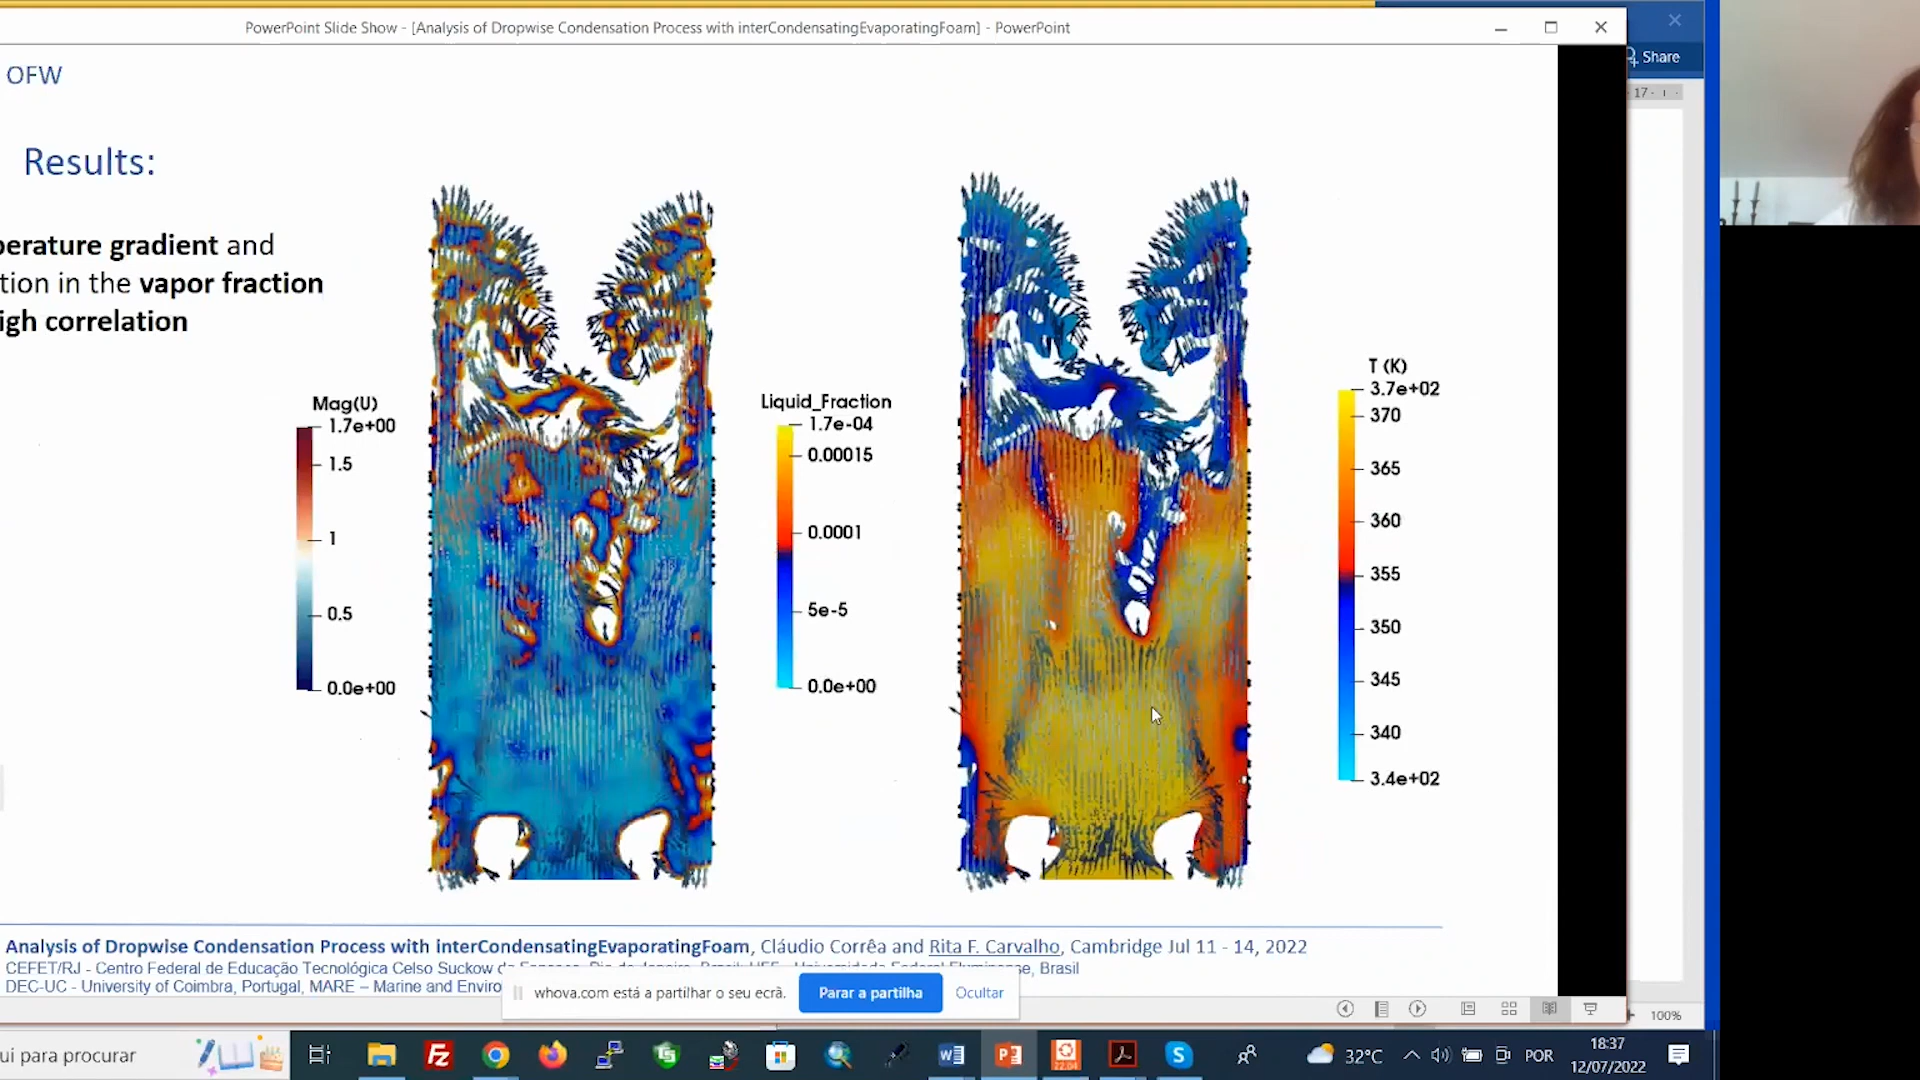 PowerPoint Slide Show - [Analysis of Dropwise Condensation Process with interCondensatingEvaporatingFoam] - PowerPoint
Share
17
OFW
Results:
perature gradient and
tion in the vapor fraction
igh correlation
Mag(U)
1.7e+00
1.5
1
0.5
0.0e+00
Liquid_Fraction
1.7e-04
0.00015
0.0001
5e-5
0.0e+00
T (K)
3.7e+02
370
365
360
355
350
345
340
3.4e+02
Analysis of Dropwise Condensation Process with interCondensatingEvaporatingFoam, Cláudio Corrêa and Rita F. Carvalho, Cambridge Jul 11 - 14, 2022
CEFET/RJ - Centro Federal de Educação Tecnológica Celso Suckow
DEC-UC - University of Coimbra, Portugal, MARE – Marine and Enviro
whova.com está a partilhar o seu ecrã.
Parar a partilha
Ocultar
100%
ui para procurar
32°C
POR
18:37
12/07/2022